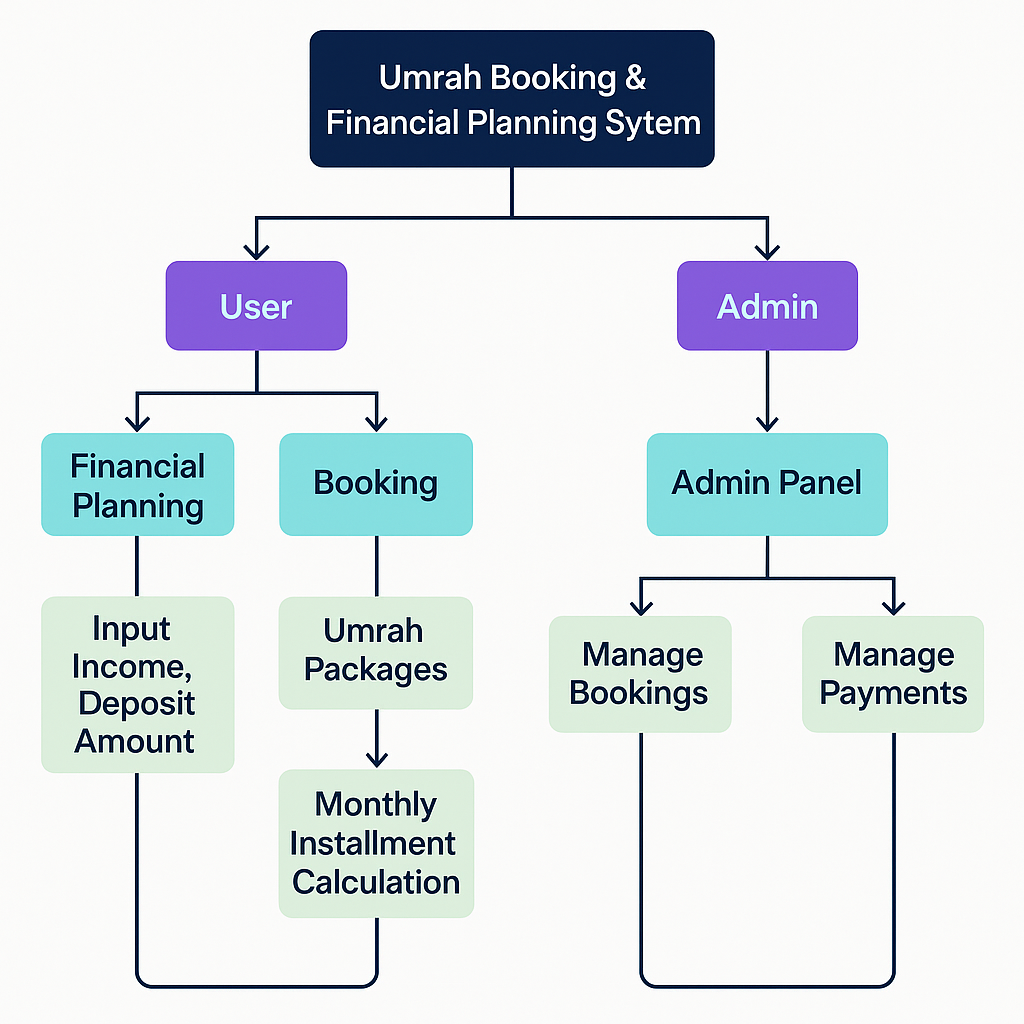 Umrah Booking &
Financial Planning Sytem
User
Admin
Financial
Planning
Booking
Admin Panel
Input
Income,
Deposit
Amount
Umrah
Packages
Manage
Bookings
Manage
Payments
Monthly
Installment
Calculation